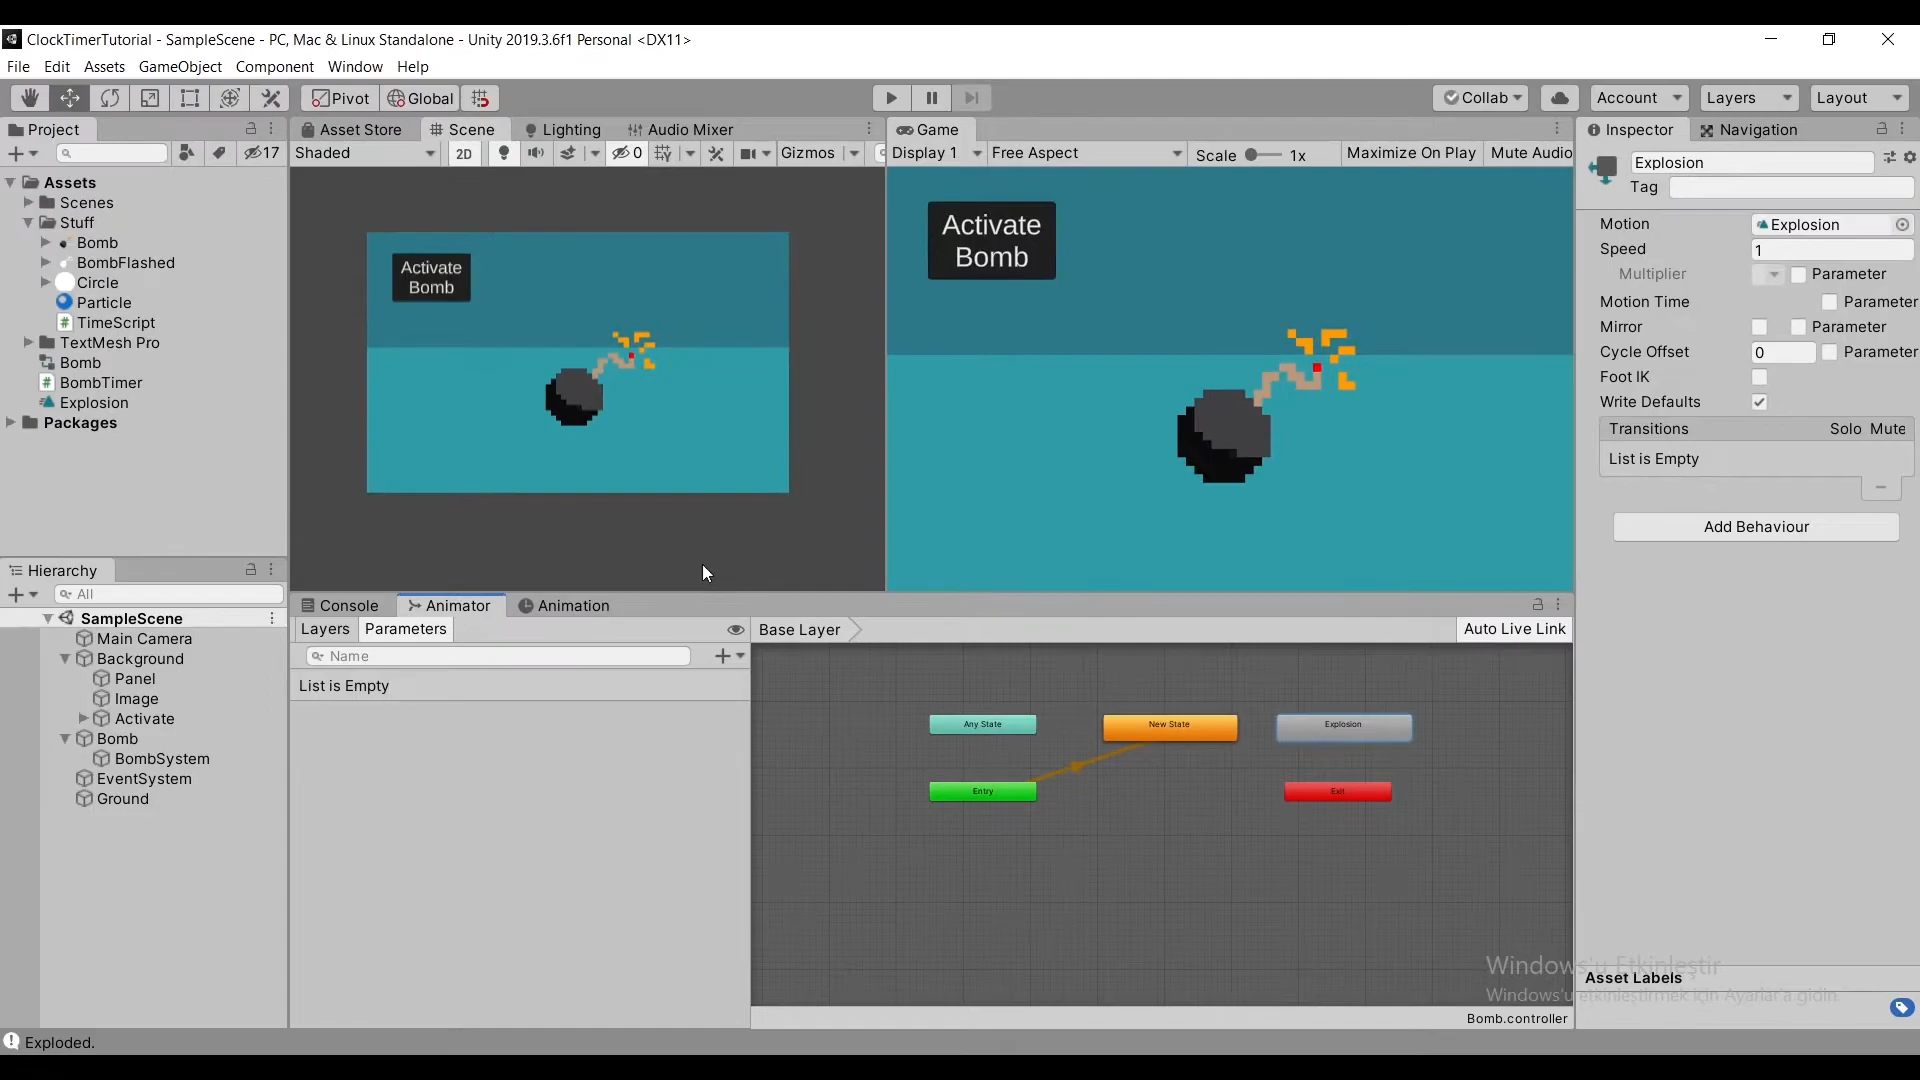 ClockTimerTutorial - SampleScene - PC, Mac & Linux Standalone - Unity 2019.3.6f1 Personal <DX11>
File Edit Assets GameObject Component Window Help
Pivot Global Collab Account Layers Layout
Project
17
Assets
Scenes
Stuff
Bomb
BombFlashed
Circle
Particle
TimeScript
TextMesh Pro
Bomb
BombTimer
Explosion
Packages
Hierarchy
All
SampleScene
Main Camera
Background
Panel
Image
Activate
Bomb
BombSystem
EventSystem
Ground
Asset Store Scene Lighting Audio Mixer
Shaded 2D 0 Gizmos
Activate
Bomb
Game
Display 1 Free Aspect Scale 1x Maximize On Play Mute Audio
Activate
Bomb
Console Animator Animation
Layers Parameters Base Layer Auto Live Link
Name
List is Empty
Any State New State Explosion
Entry Exit
Bomb.controller
Inspector Navigation
Explosion
Tag
Motion Explosion
Speed 1
Multiplier Parameter
Motion Time Parameter
Mirror Parameter
Cycle Offset 0 Parameter
Foot IK
Write Defaults
Transitions Solo Mute
List is Empty
Add Behaviour
Windows'u Etkinleştir
Asset Labels
Windows'u etkinleştirmek için Ayarlar'a gidin.
Exploded.